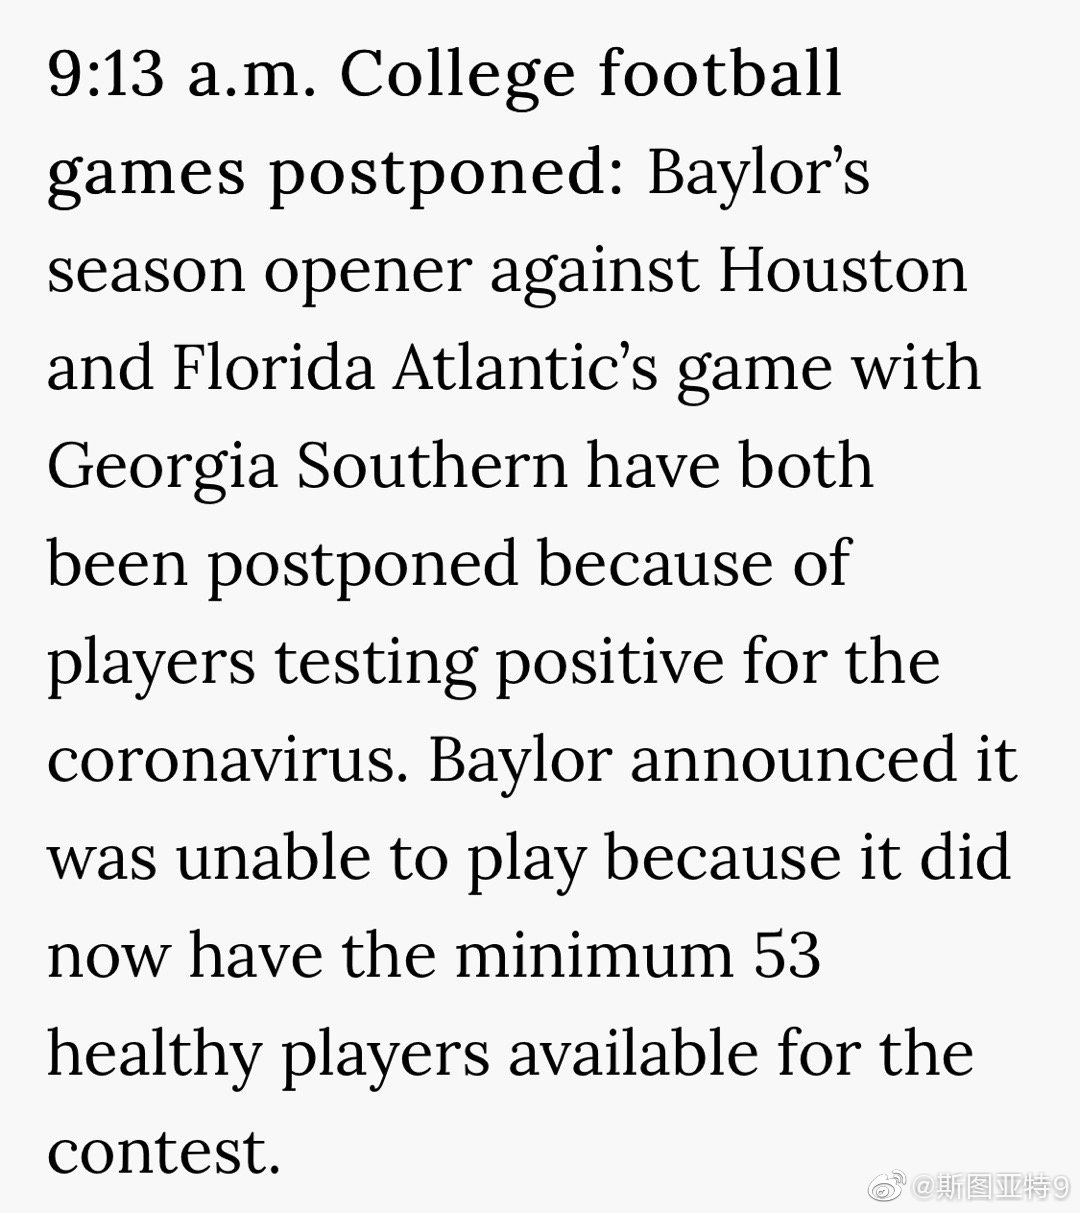 9:13 a.m. College football
games postponed: Baylor’s
season opener against Houston
and Florida Atlantic’s game with
Georgia Southern have both
been postponed because of
players testing positive for the
coronavirus. Baylor announced it
was unable to play because it did
now have the minimum 53
healthy players available for the
contest.
@斯图亚特9